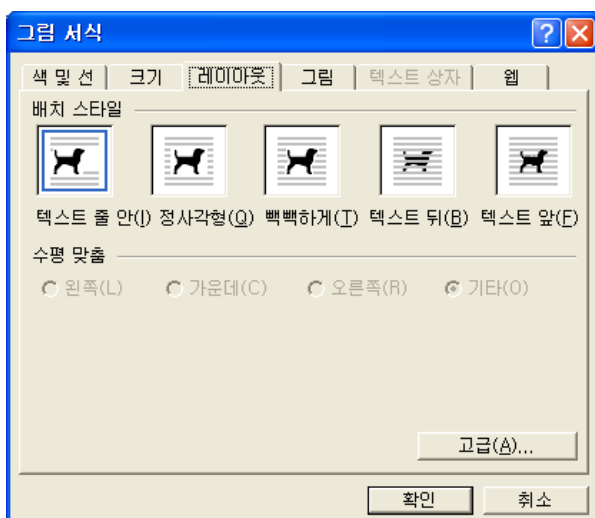 그림 서식
색 및 선 크기 레이아웃 그림 텍스트 상자 웹
배치 스타일
텍스트 줄 안(I) 정사각형(Q) 빽빽하게(T) 텍스트 뒤(B) 텍스트 앞(F)
수평 맞춤
왼쪽(L) 가운데(C) 오른쪽(R) 기타(O)
고급(A)...
확인 취소